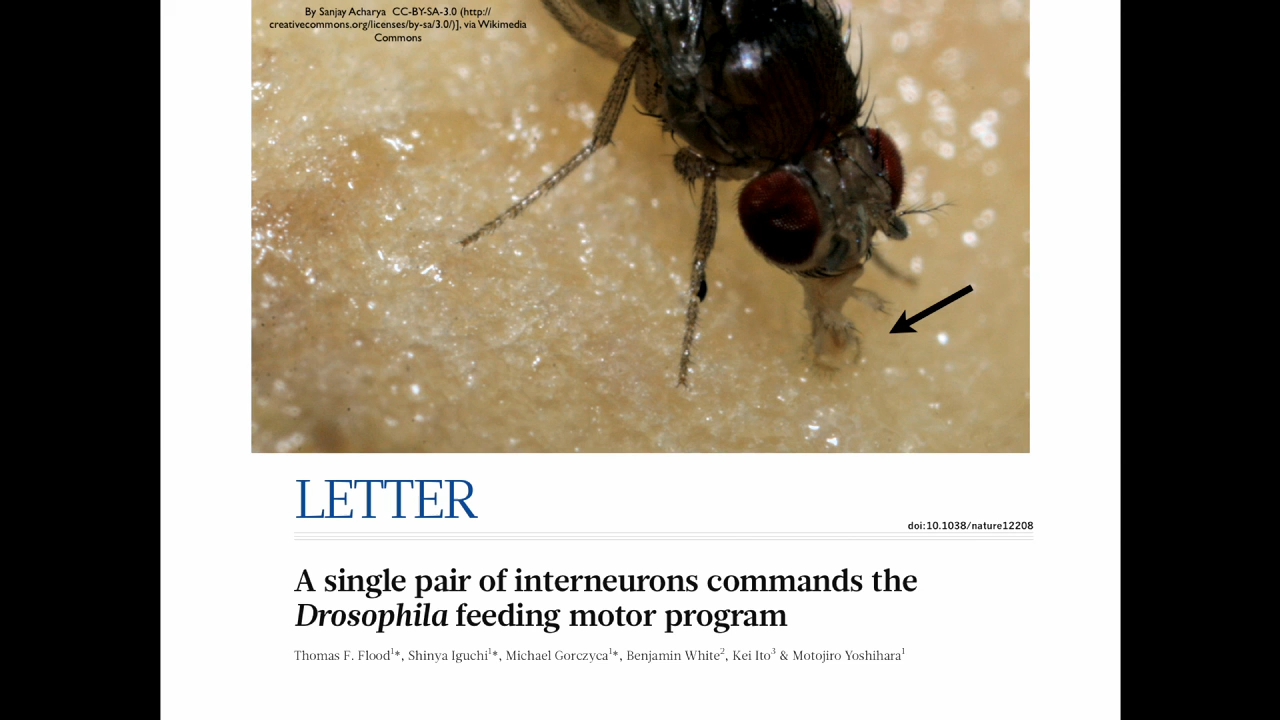 By Sanjay Acharya CC-BY-SA-3.0 (http://
creativecommons.org/licenses/by-sa/3.0/)], via Wikimedia
Commons
LETTER
doi:10.1038/nature12208
A single pair of interneurons commands the
Drosophila feeding motor program
Thomas F. Flood¹*, Shinya Iguchi¹*, Michael Gorczyca¹*, Benjamin White², Kei Ito³ & Motojiro Yoshihara¹